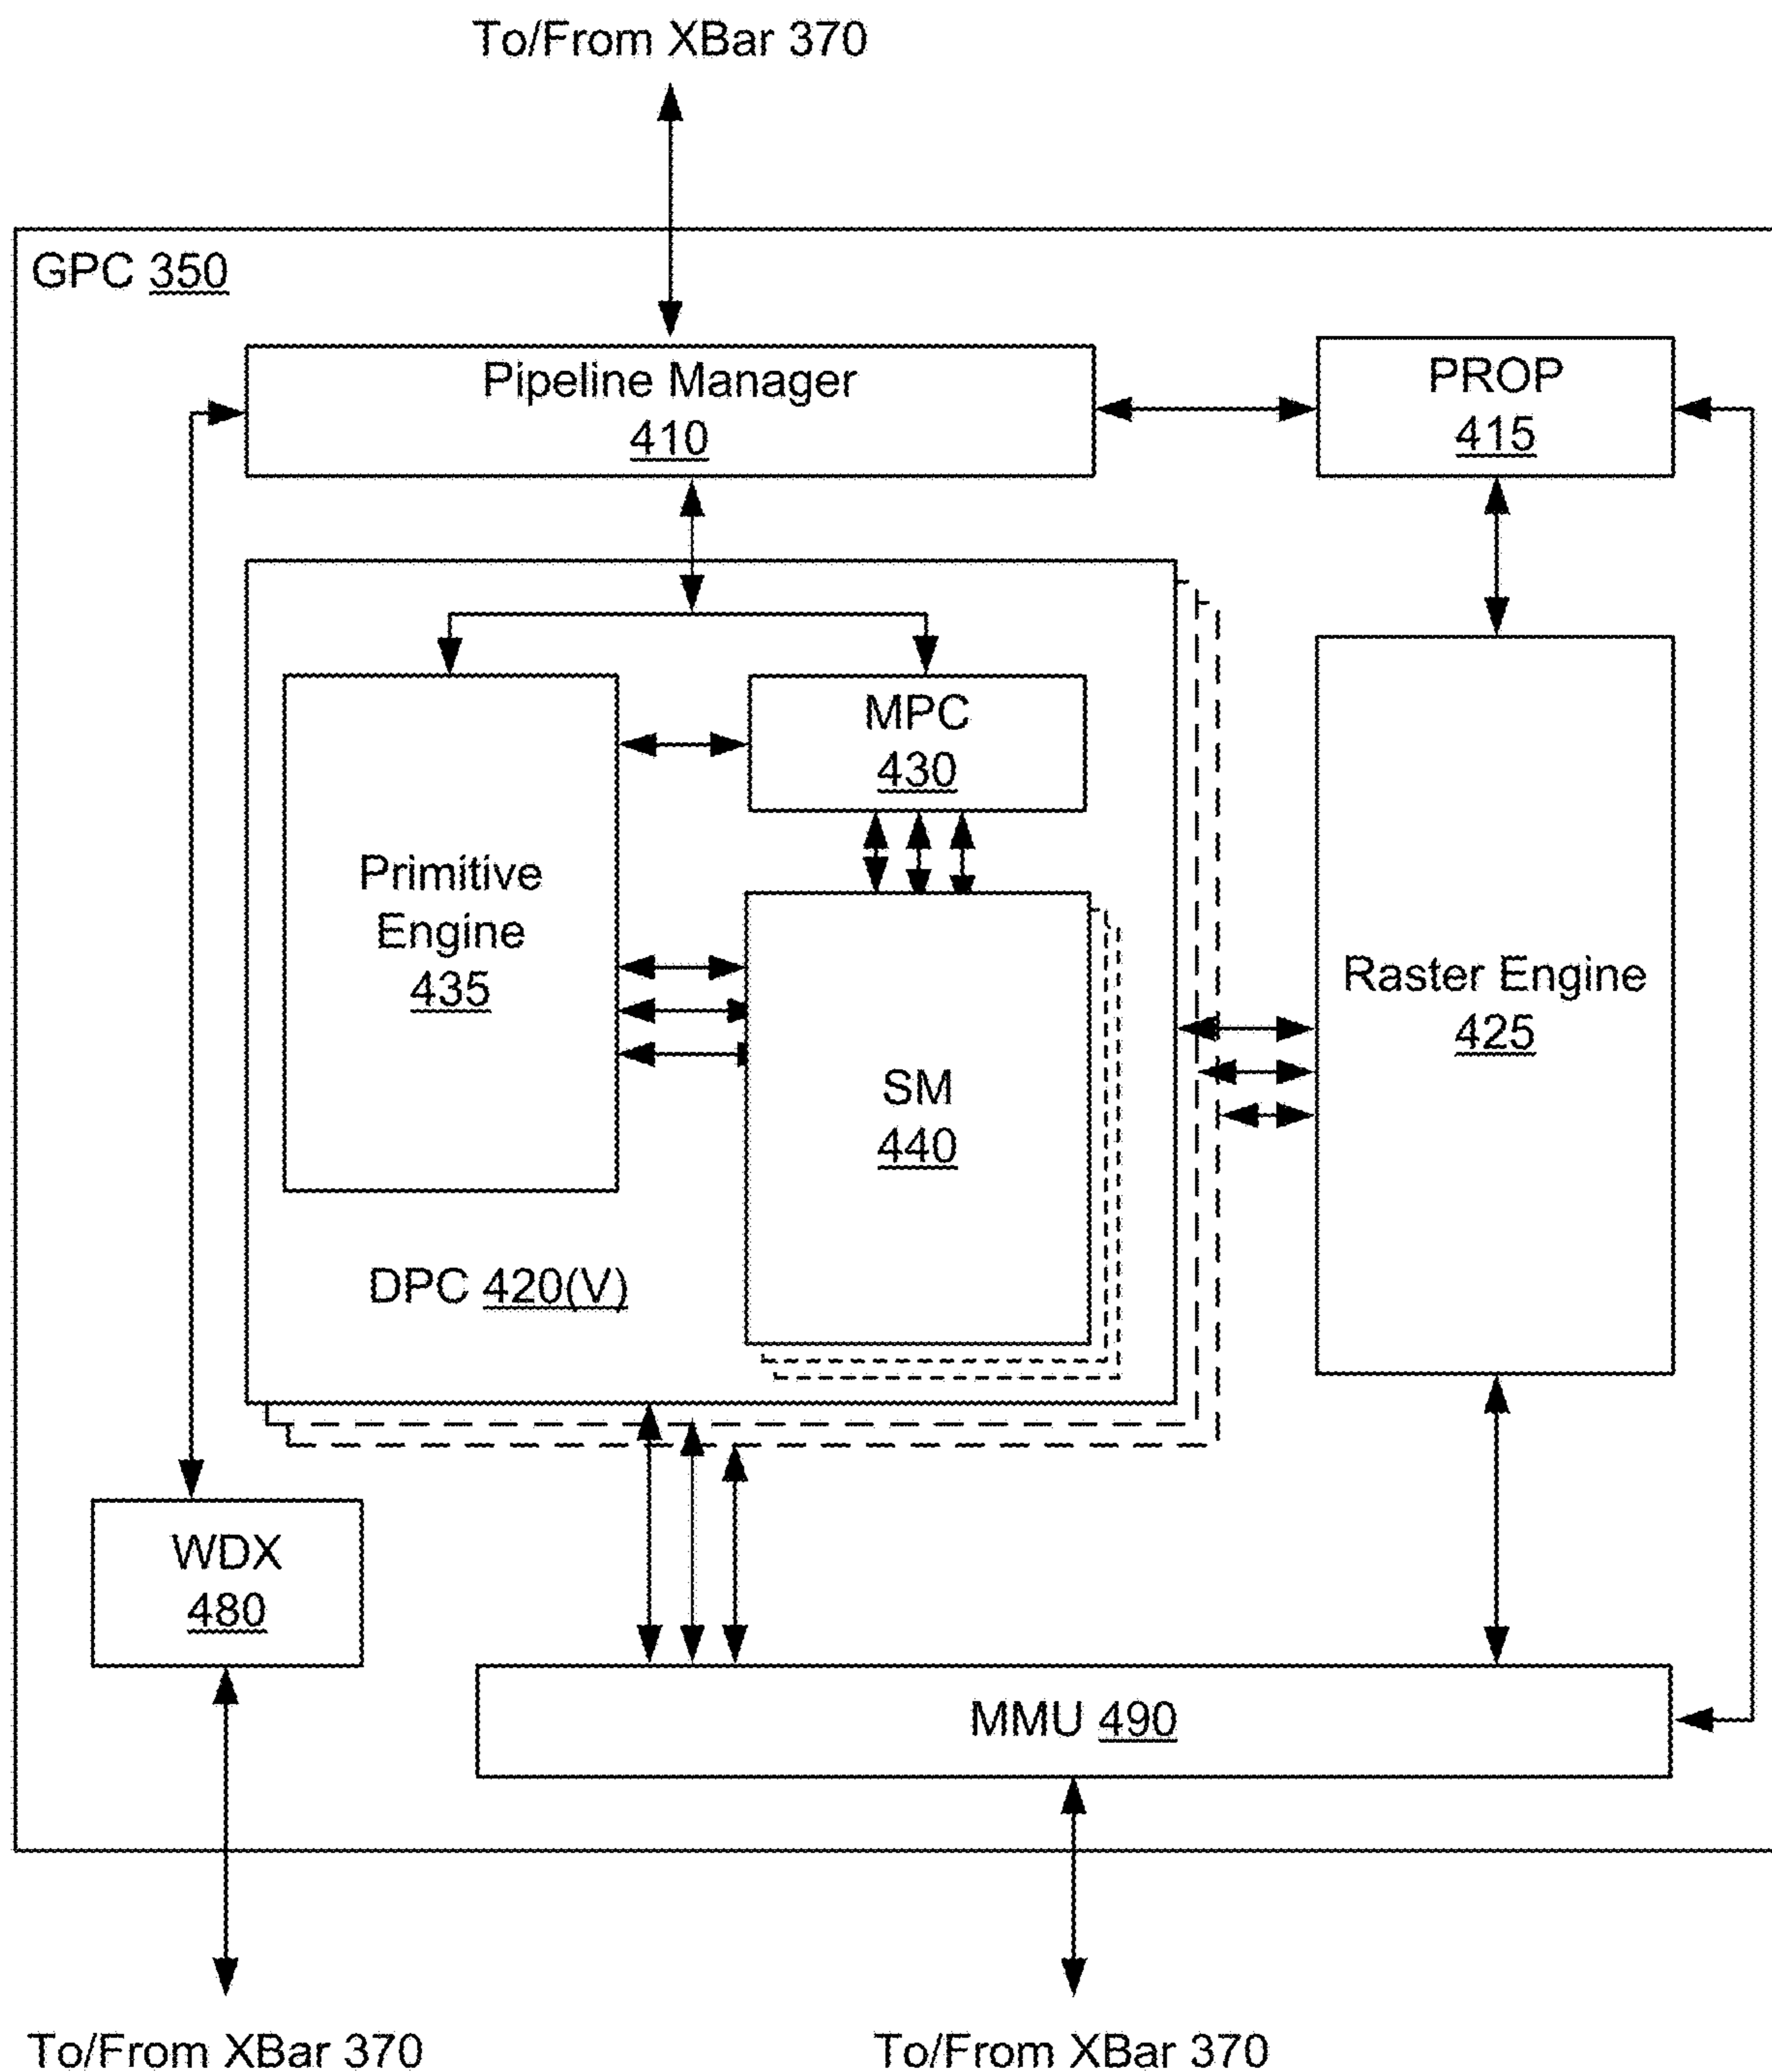 To/From XBar 370
GPC 350
Pipeline Manager
410
PROP
415
MPC
430
Primitive
Engine
435
Raster Engine
425
SM
440
DPC 420(V)
WDX
480
MMU 490
To/From XBar 370
To/From XBar 370